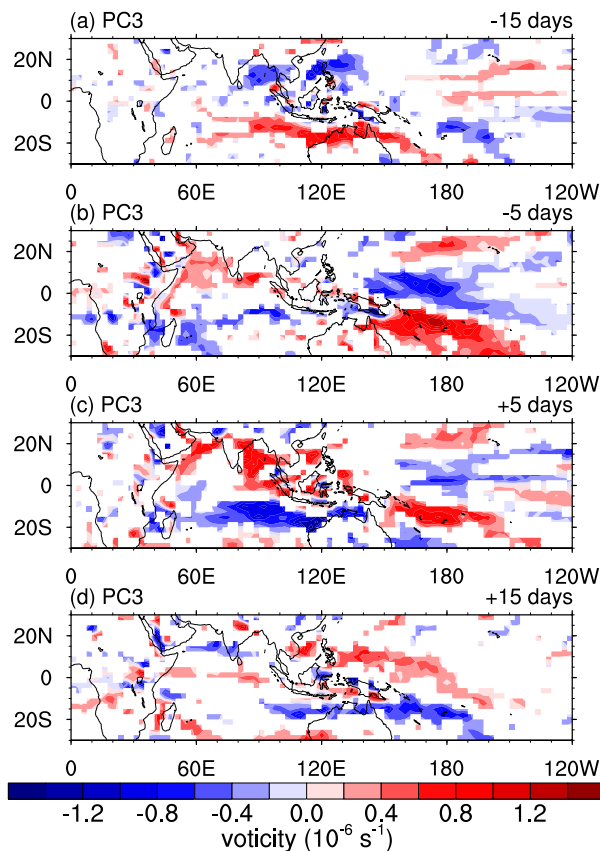 (a) PC3 -15 days
20N
0
20S
0 60E 120E 180 120W
(b) PC3 -5 days
20N
0
20S
0 60E 120E 180 120W
(c) PC3 +5 days
20N
0
20S
0 60E 120E 180 120W
(d) PC3 +15 days
20N
0
20S
0 60E 120E 180 120W
-1.2 -0.8 -0.4 0.0 0.4 0.8 1.2
voticity (10⁻⁶ s⁻¹)